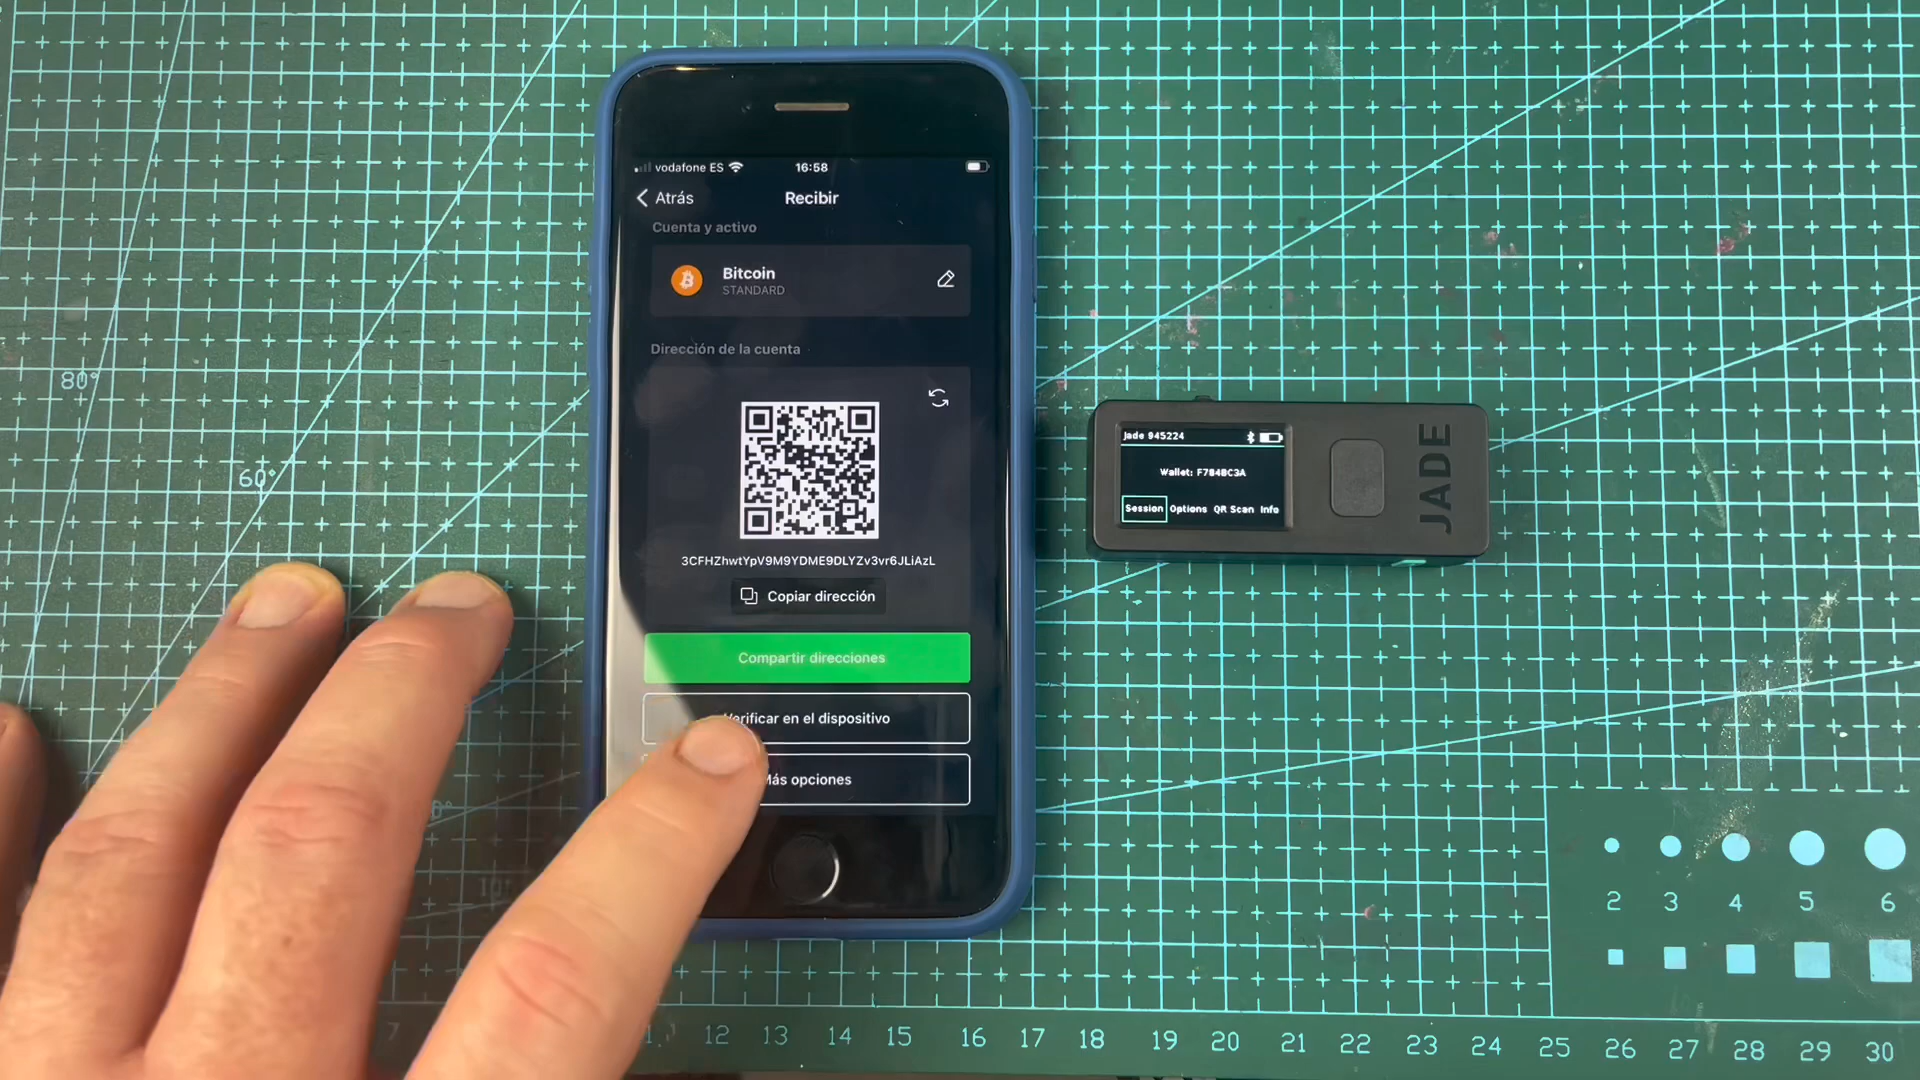 vodafone ES
16:58
Atrás
Recibir
Cuenta y activo
Bitcoin
STANDARD
Dirección de la cuenta
3CFHZhwtYpV9M9YDME9DLYZv3vr6JLiAzL
Copiar dirección
Compartir direcciones
Verificar en el dispositivo
Más opciones
Jade 945224
Wallet: F784BC3A
Session Options QR Scan Info
JADE
80°
60°
2 3 4 5 6
7 12 13 14 15 16 17 18 19 20 21 22 23 24 25 26 27 28 29 30